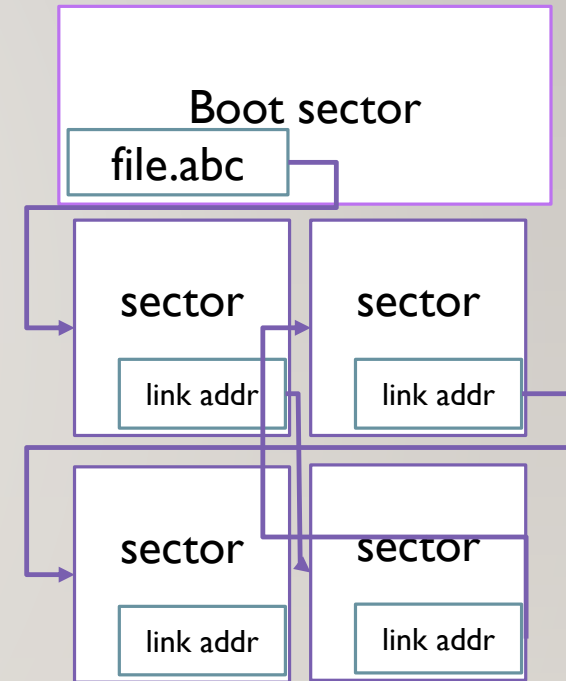 Boot sector
file.abc
sector
sector
link addr
link addr
sector
sector
link addr
link addr